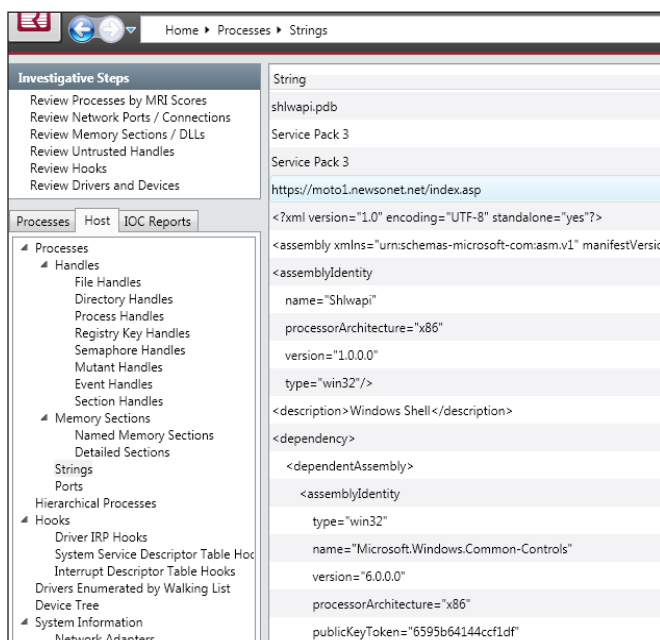 Home ▸ Processes ▸ Strings
Investigative Steps
Review Processes by MRI Scores
Review Network Ports / Connections
Review Memory Sections / DLLs
Review Untrusted Handles
Review Hooks
Review Drivers and Devices
Processes Host IOC Reports
Processes
Handles
File Handles
Directory Handles
Process Handles
Registry Key Handles
Semaphore Handles
Mutant Handles
Event Handles
Section Handles
Memory Sections
Named Memory Sections
Detailed Sections
Strings
Ports
Hierarchical Processes
Hooks
Driver IRP Hooks
System Service Descriptor Table Hoo
Interrupt Descriptor Table Hooks
Drivers Enumerated by Walking List
Device Tree
System Information
Network Adapters
String
shlwapi.pdb
Service Pack 3
Service Pack 3
https://moto1.newsonet.net/index.asp
<?xml version="1.0" encoding="UTF-8" standalone="yes"?>
<assembly xmlns="urn:schemas-microsoft-com:asm.v1" manifestVersio
<assemblyIdentity
name="Shlwapi"
processorArchitecture="x86"
version="1.0.0.0"
type="win32"/>
<description>Windows Shell</description>
<dependency>
<dependentAssembly>
<assemblyIdentity
type="win32"
name="Microsoft.Windows.Common-Controls"
version="6.0.0.0"
processorArchitecture="x86"
publicKeyToken="6595b64144ccf1df"